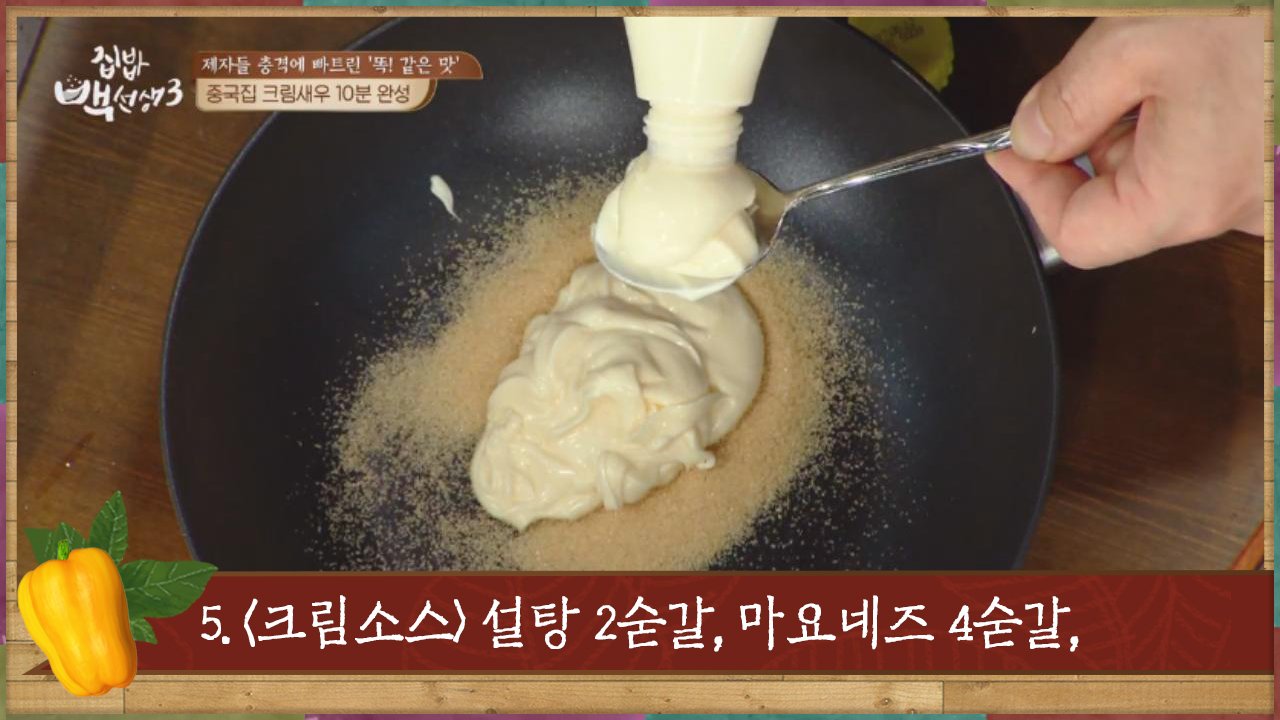 집밥
백선생3
제자들 충격에 빠트린 '똑! 같은 맛'
중국집 크림새우 10분 완성
5. <크림소스> 설탕 2숟갈, 마요네즈 4숟갈,